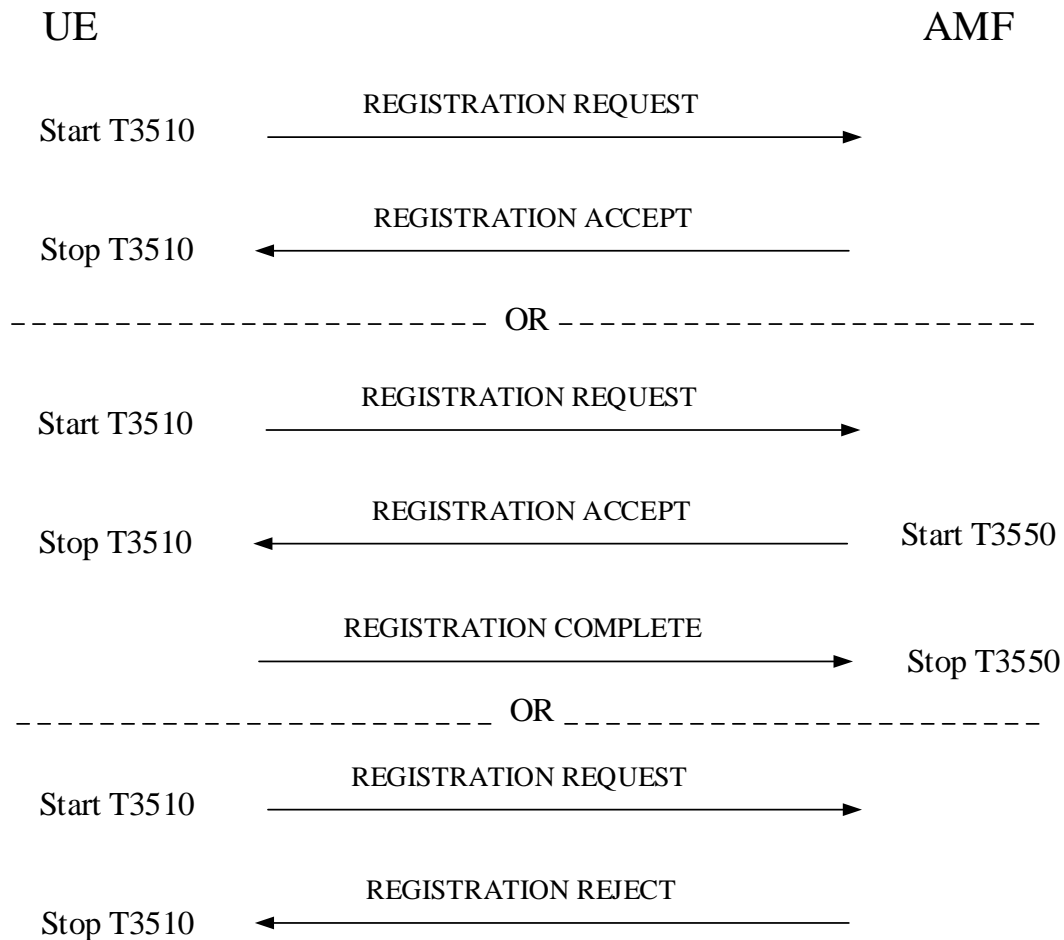 UE AMF
REGISTRATION REQUEST
Start T3510
REGISTRATION ACCEPT
Stop T3510
OR
REGISTRATION REQUEST
Start T3510
REGISTRATION ACCEPT
Stop T3510 Start T3550
REGISTRATION COMPLETE
Stop T3550
OR
REGISTRATION REQUEST
Start T3510
REGISTRATION REJECT
Stop T3510